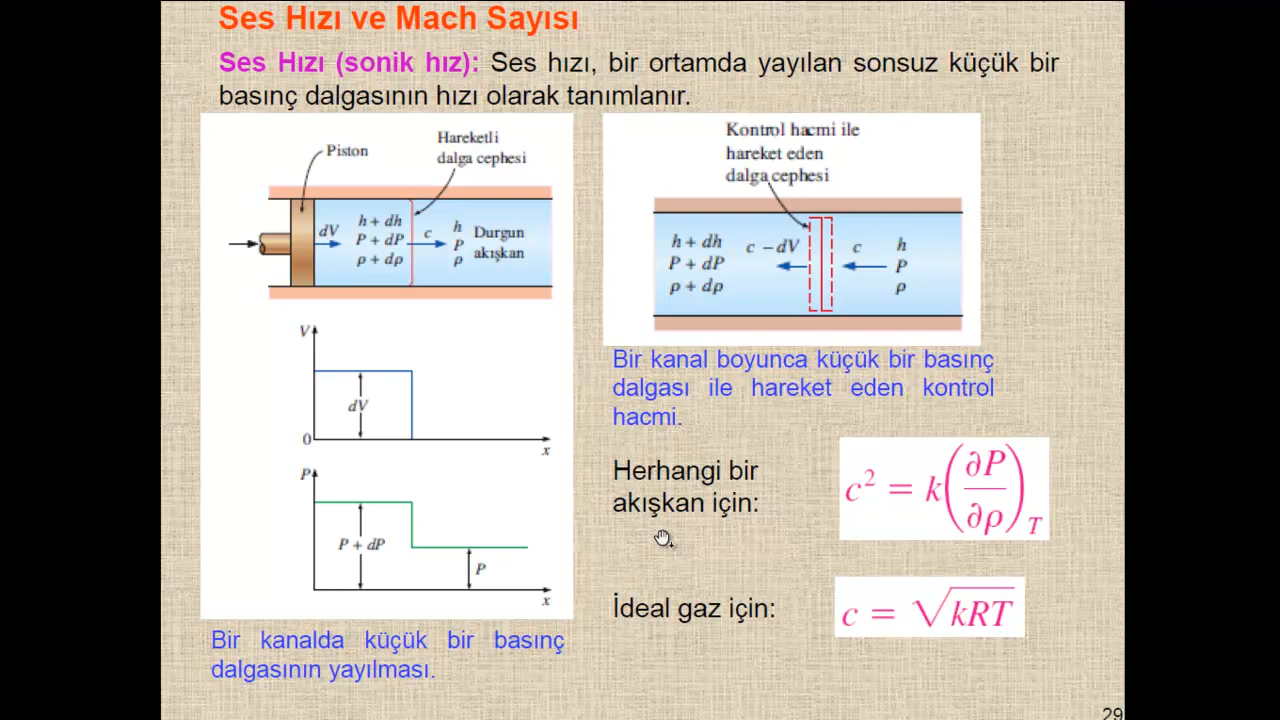 Ses Hızı ve Mach Sayısı
Ses Hızı (sonik hız): Ses hızı, bir ortamda yayılan sonsuz küçük bir
basınç dalgasının hızı olarak tanımlanır.
Piston
Hareketli
dalga cephesi
dV
h + dh
P + dP
ρ + dρ
c
h
P
ρ
Durgun
akışkan
V
dV
0
x
P
P + dP
P
x
Bir kanalda küçük bir basınç
dalgasının yayılması.
Kontrol hacmi ile
hareket eden
dalga cephesi
h + dh
P + dP
ρ + dρ
c – dV
c
h
P
ρ
Bir kanal boyunca küçük bir basınç
dalgası ile hareket eden kontrol
hacmi.
Herhangi bir
akışkan için:
c² = k(∂P/∂ρ)_T
İdeal gaz için:
c = √kRT
29